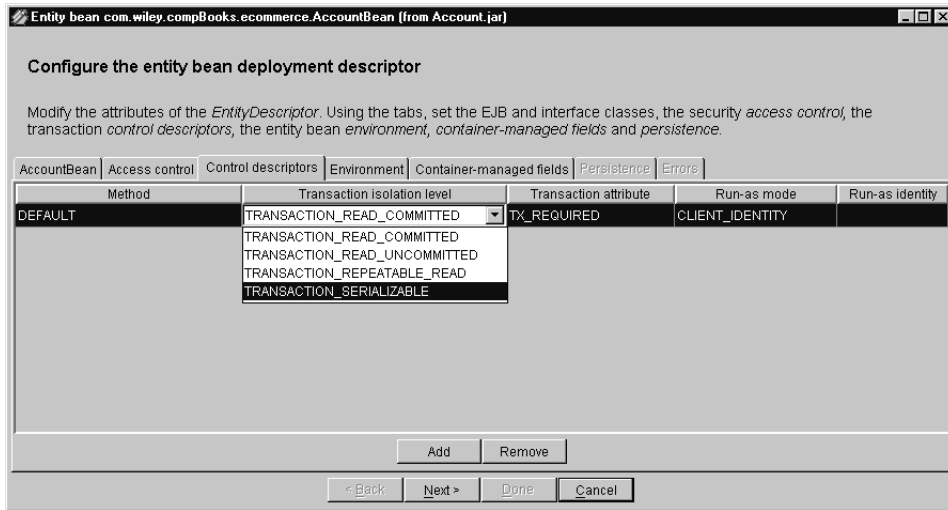 Entity bean com.wiley.compBooks.ecommerce.AccountBean (from Account.jar)
Configure the entity bean deployment descriptor
Modify the attributes of the EntityDescriptor. Using the tabs, set the EJB and interface classes, the security access control, the
transaction control descriptors, the entity bean environment, container-managed fields and persistence.
AccountBean Access control Control descriptors Environment Container-managed fields Persistence Errors
Method Transaction isolation level Transaction attribute Run-as mode Run-as identity
DEFAULT TRANSACTION_READ_COMMITTED TX_REQUIRED CLIENT_IDENTITY
TRANSACTION_READ_COMMITTED
TRANSACTION_READ_UNCOMMITTED
TRANSACTION_REPEATABLE_READ
TRANSACTION_SERIALIZABLE
Add Remove
< Back Next > Done Cancel